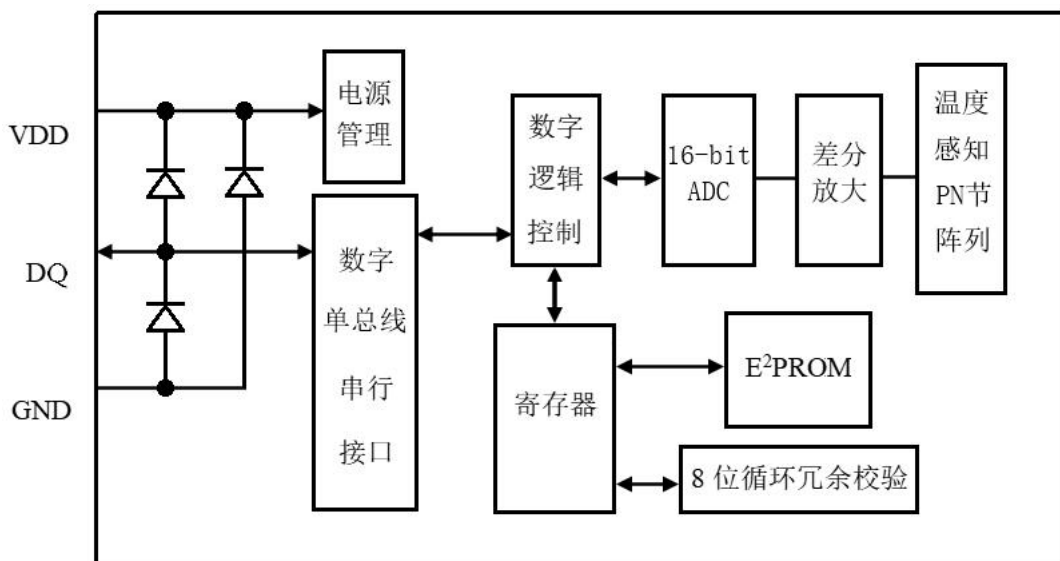 VDD
DQ
GND
电源
管理
数字
单总线
串行
接口
数字
逻辑
控制
16-bit
ADC
差分
放大
温度
感知
PN节
阵列
寄存器
E²PROM
8 位循环冗余校验